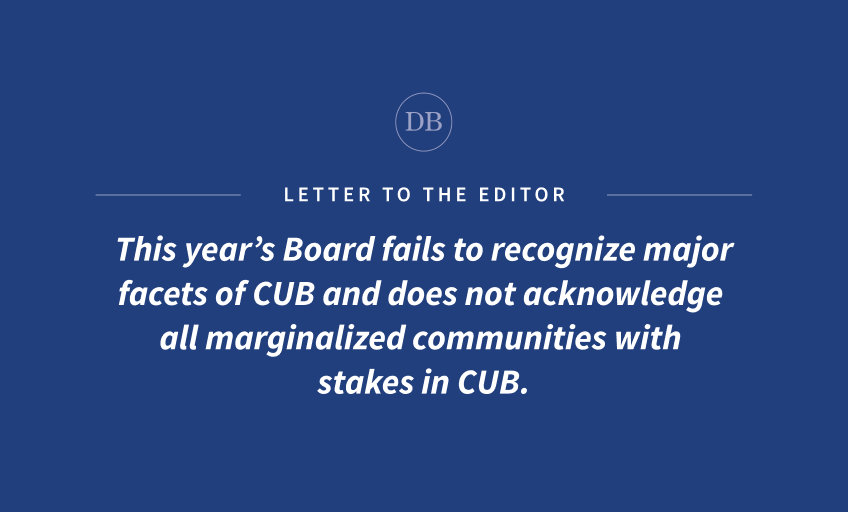 DB
LETTER TO THE EDITOR
This year’s Board fails to recognize major
facets of CUB and does not acknowledge
all marginalized communities with
stakes in CUB.